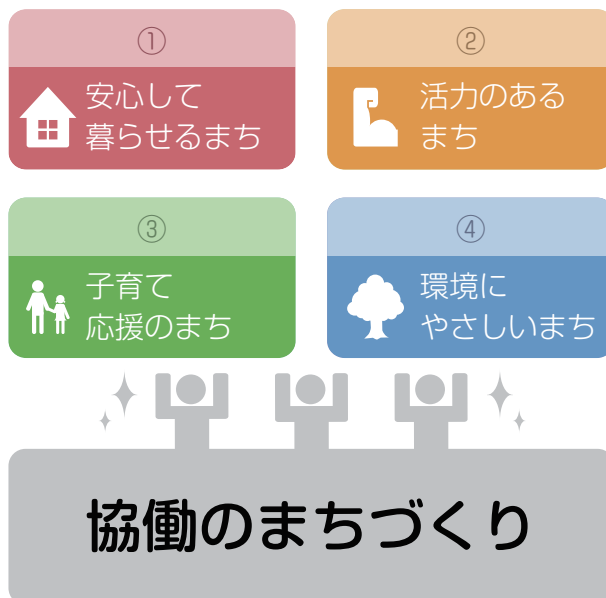 ①
安心して
暮らせるまち
②
活力のある
まち
③
子育て
応援のまち
④
環境に
やさしいまち
協働のまちづくり